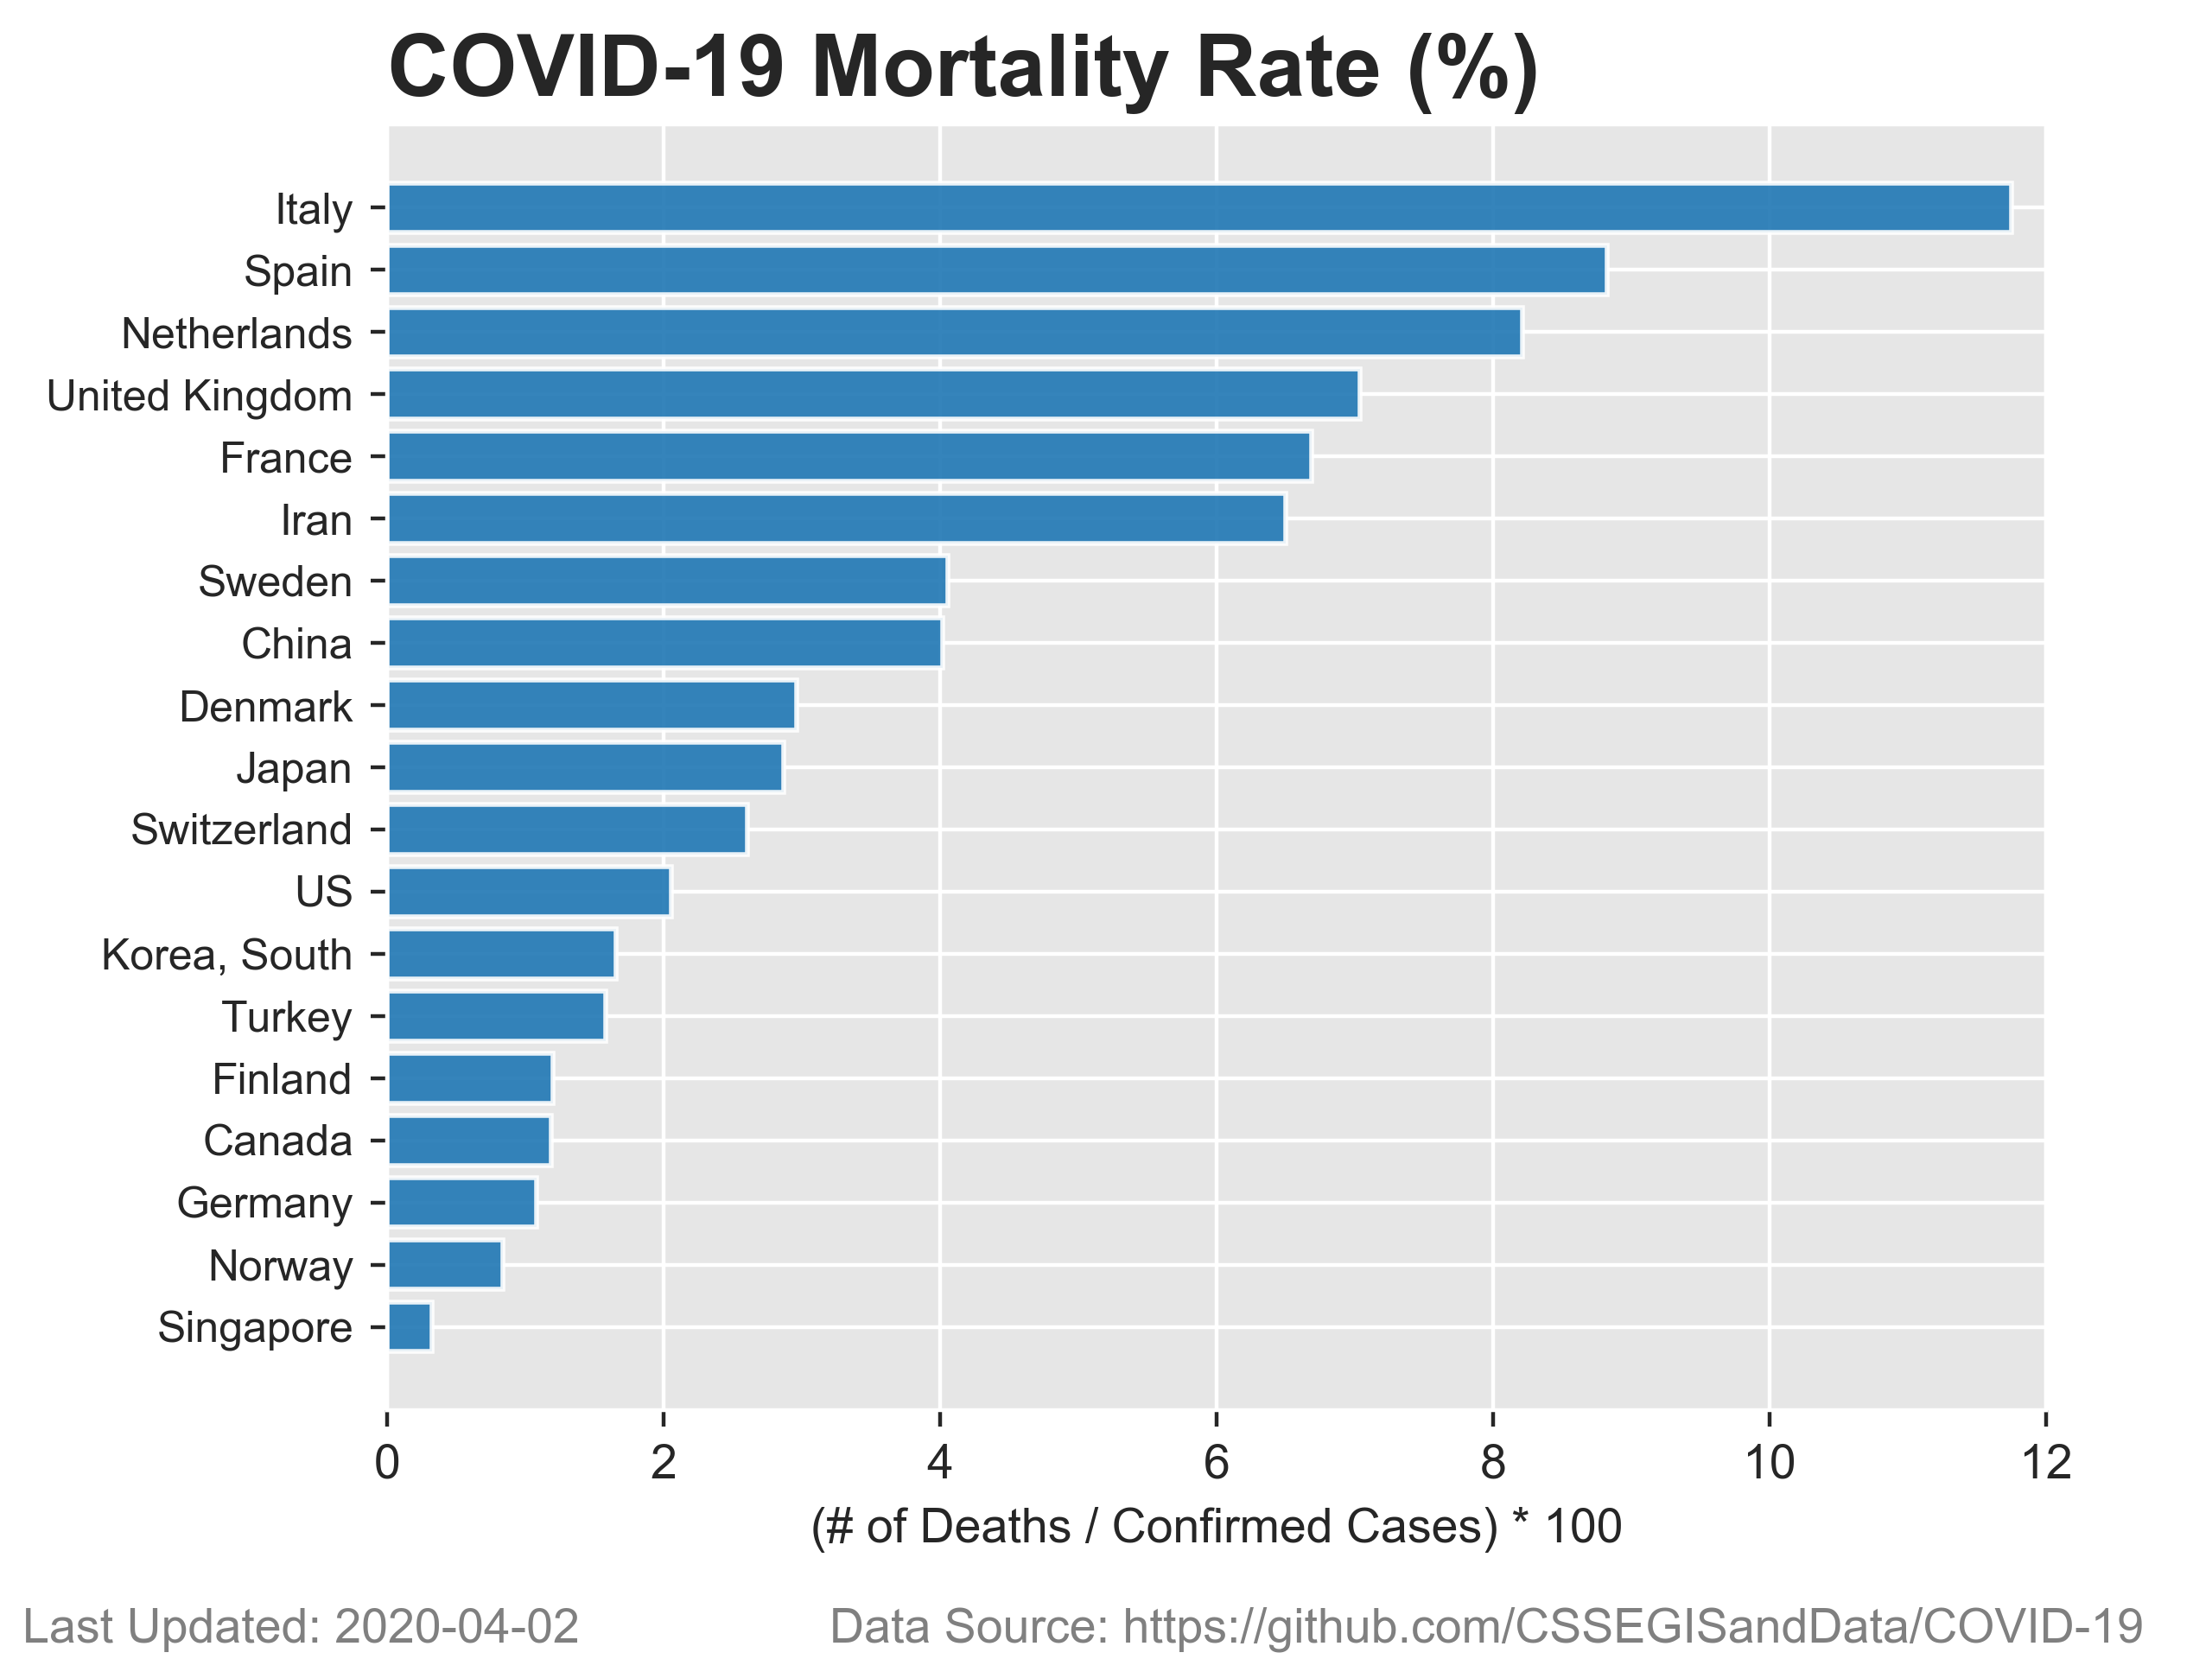 COVID-19 Mortality Rate (%)
Italy
Spain
Netherlands
United Kingdom
France
Iran
Sweden
China
Denmark
Japan
Switzerland
US
Korea, South
Turkey
Finland
Canada
Germany
Norway
Singapore
0 2 4 6 8 10 12
(# of Deaths / Confirmed Cases) * 100
Last Updated: 2020-04-02 Data Source: https://github.com/CSSEGISandData/COVID-19